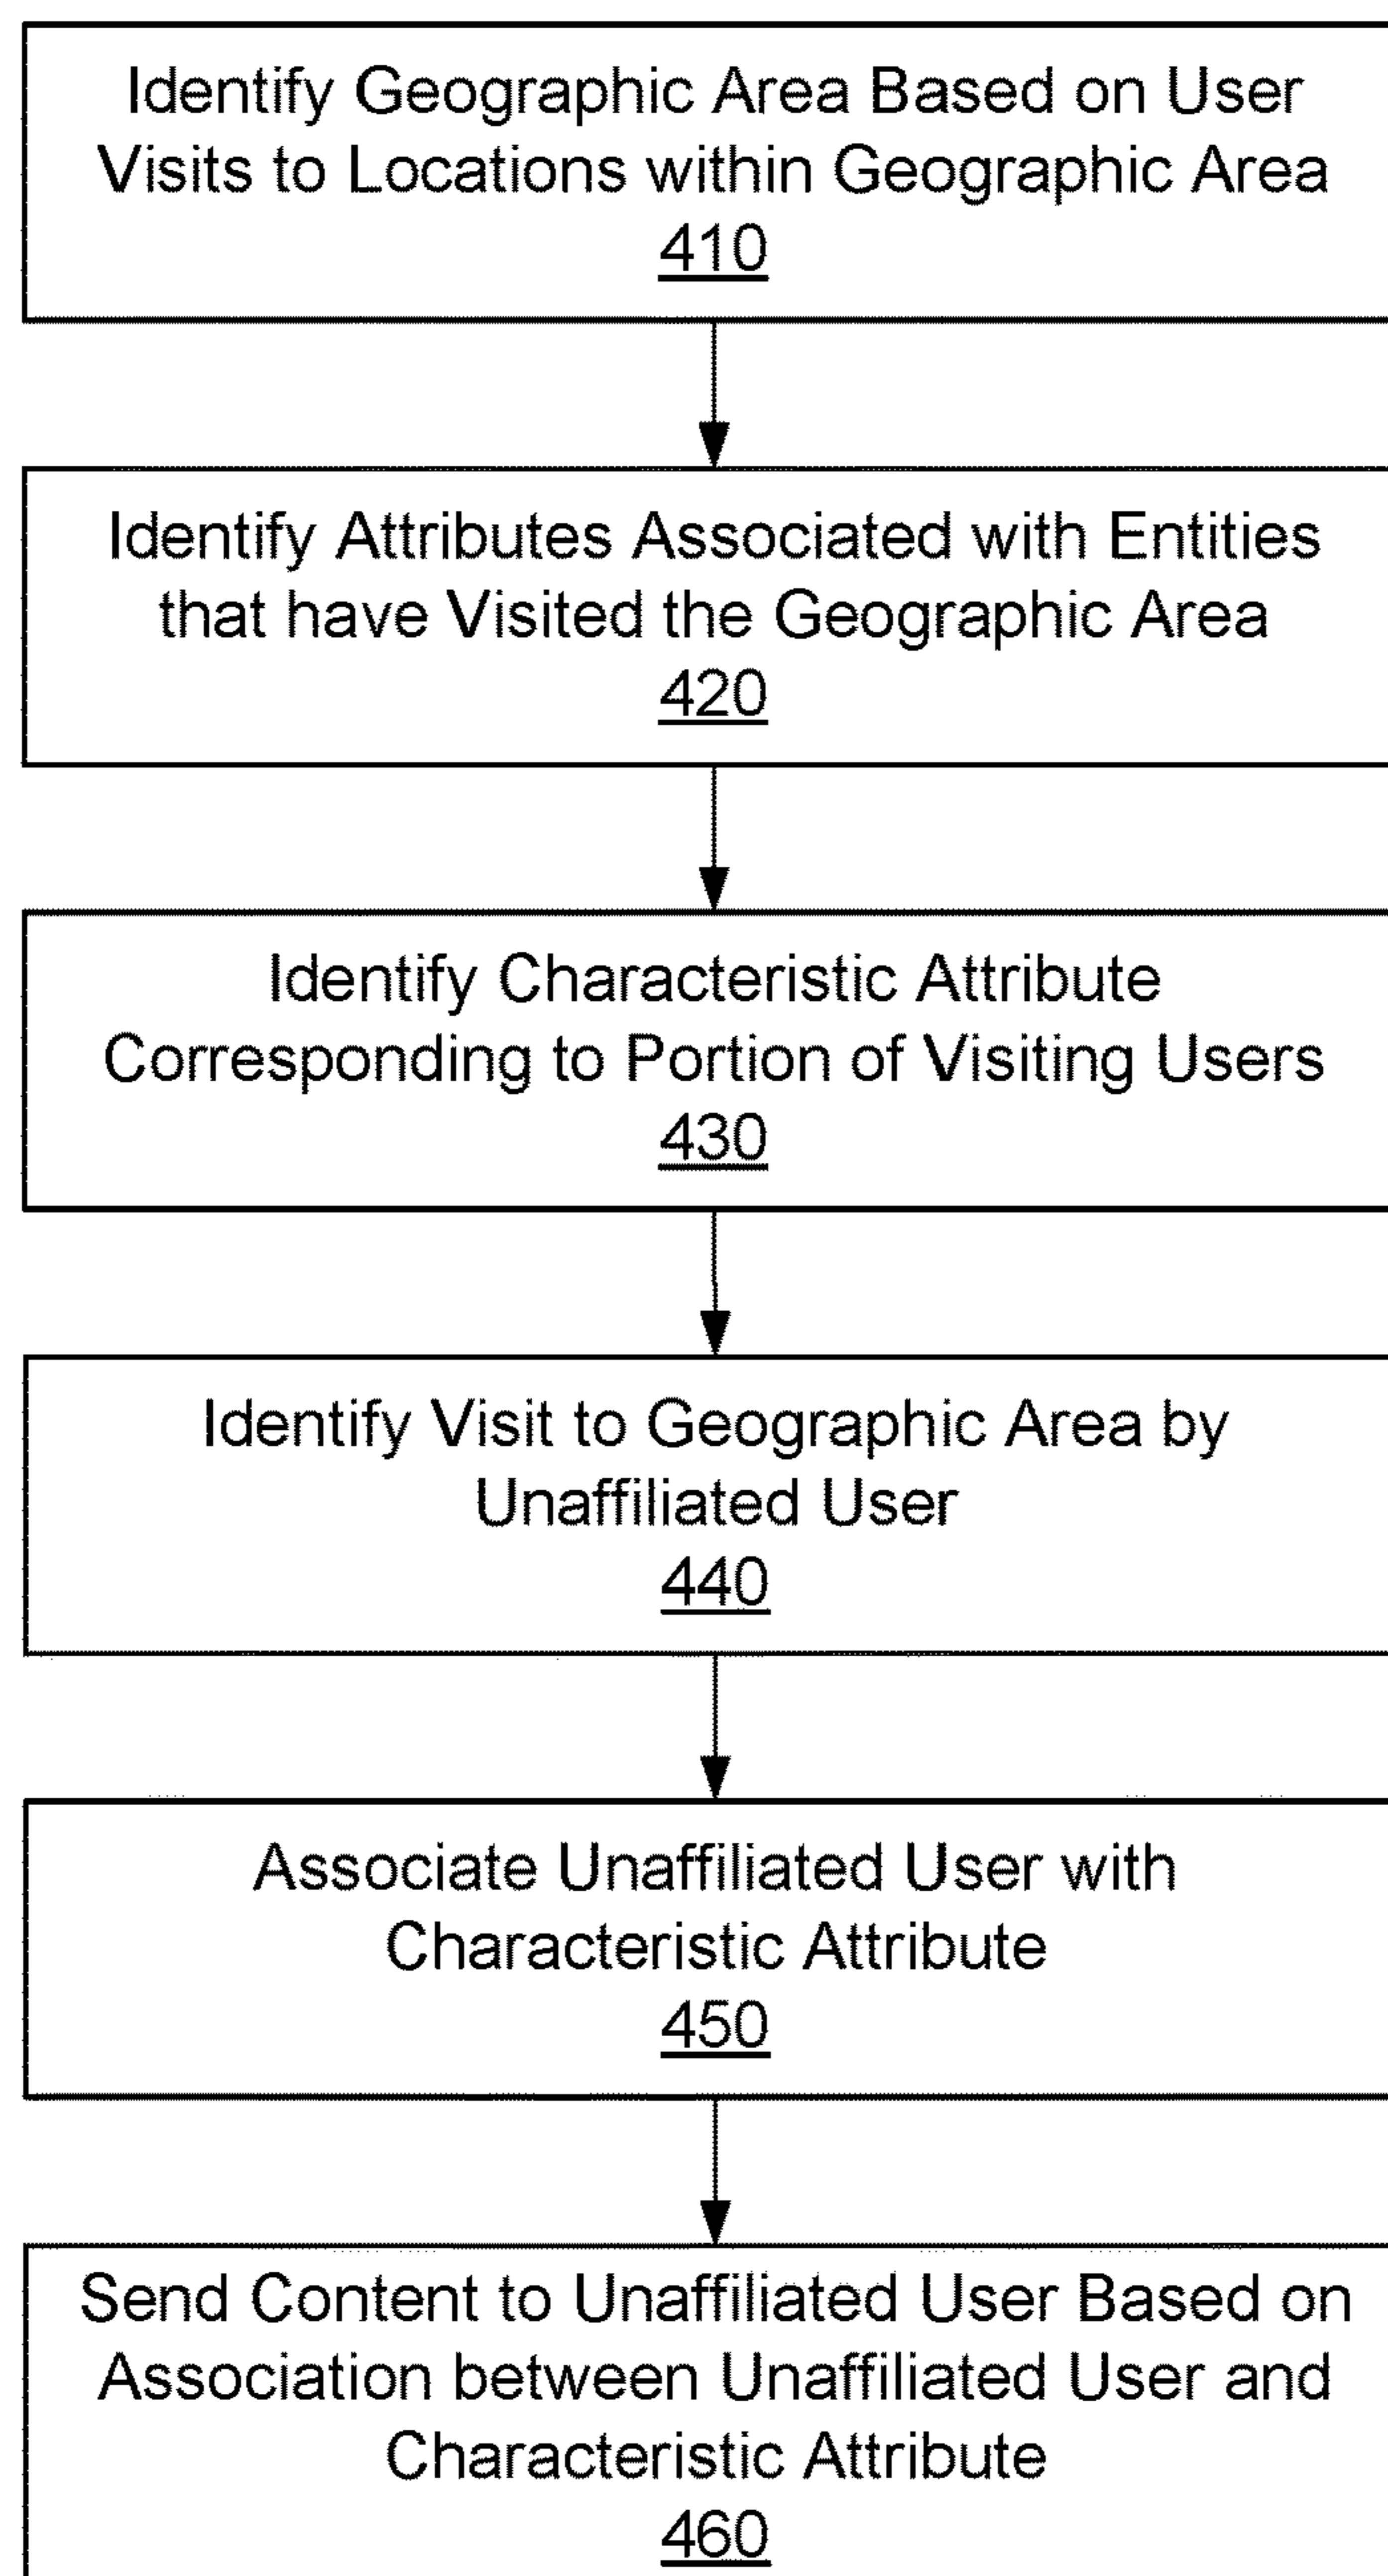 Identify Geographic Area Based on User
Visits to Locations within Geographic Area
410
Identify Attributes Associated with Entities
that have Visited the Geographic Area
420
Identify Characteristic Attribute
Corresponding to Portion of Visiting Users
430
Identify Visit to Geographic Area by
Unaffiliated User
440
Associate Unaffiliated User with
Characteristic Attribute
450
Send Content to Unaffiliated User Based on
Association between Unaffiliated User and
Characteristic Attribute
460